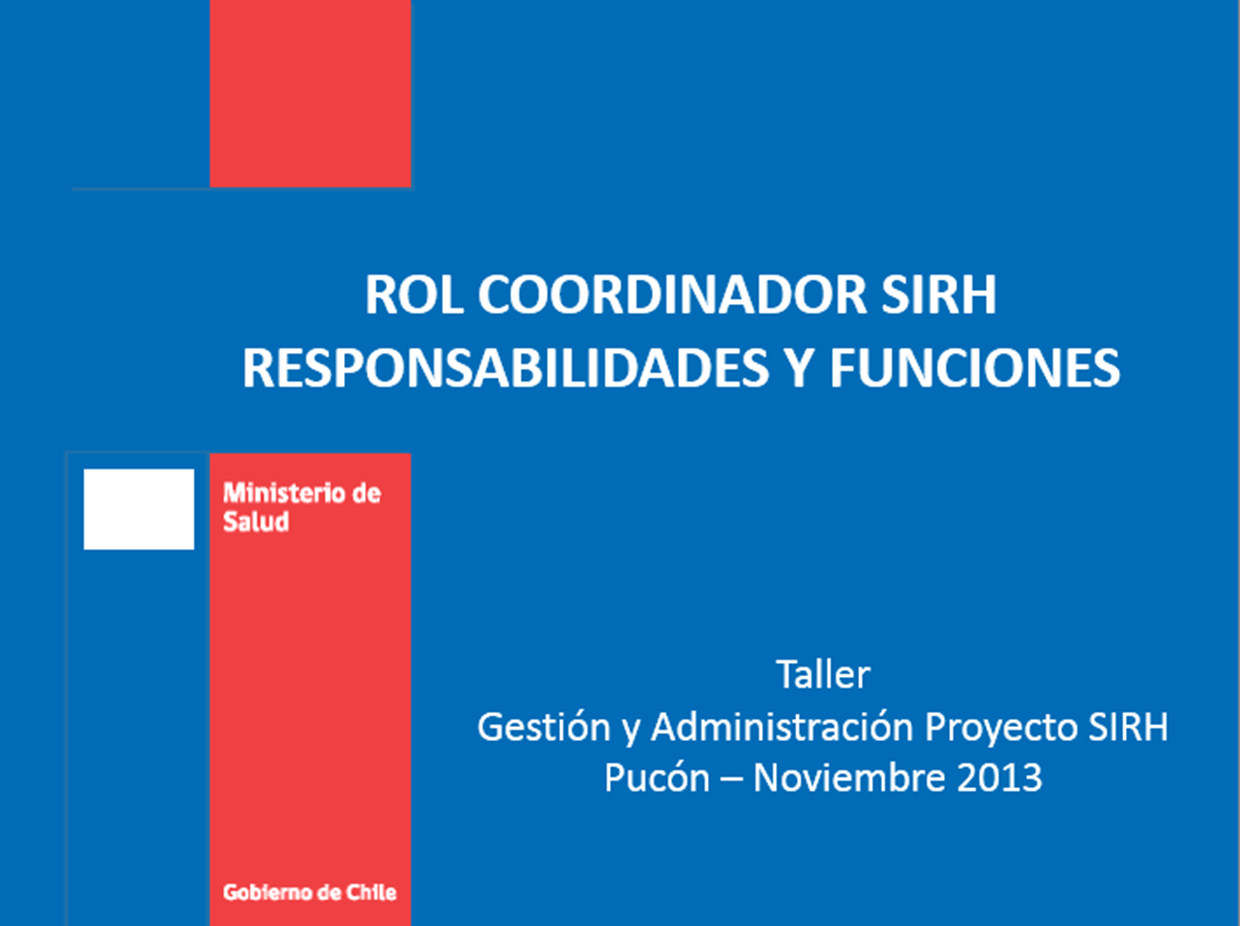 ROL COORDINADOR SIRH
RESPONSABILIDADES Y FUNCIONES
Ministerio de
Salud
Taller
Gestión y Administración Proyecto SIRH
Pucón – Noviembre 2013
Gobierno de Chile